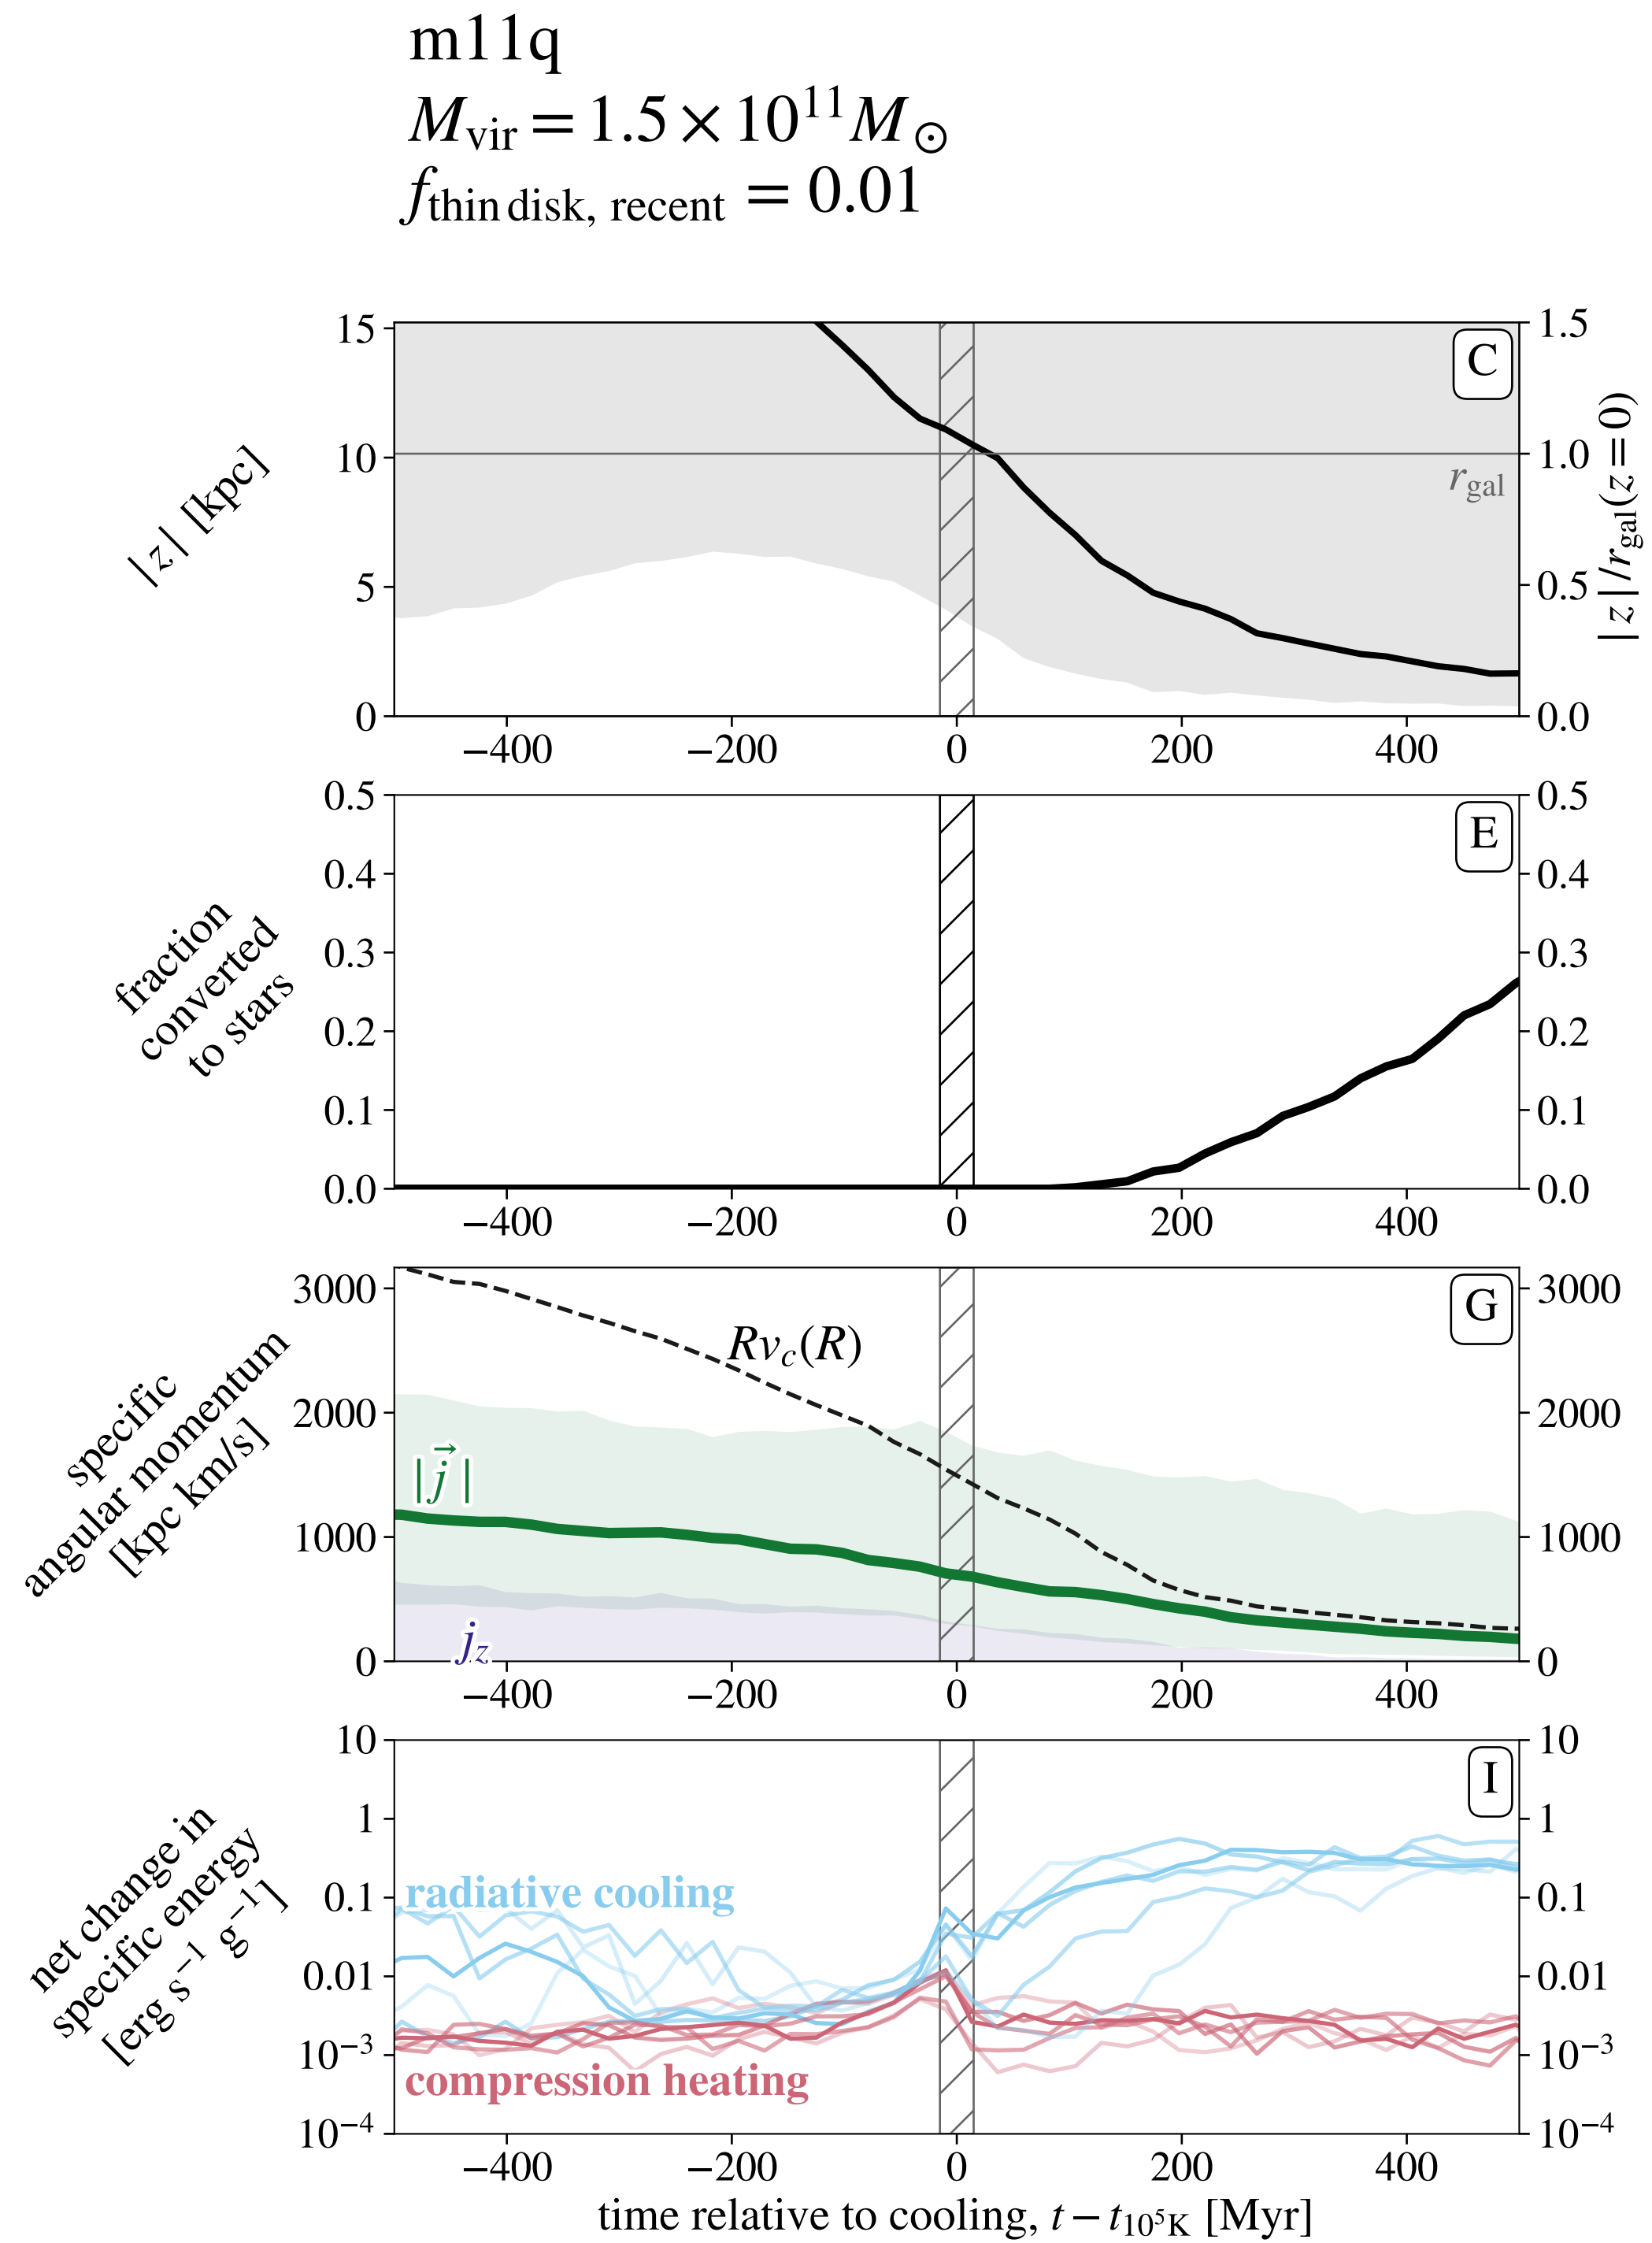 m11q
M_vir = 1.5 × 10^11 M_⊙
f_thin disk, recent = 0.01
| z | [kpc]
15
10
5
0
C
r_gal
1.5
1.0
0.5
0.0
| z | /r_gal(z = 0)
−400 −200 0 200 400
fraction
converted
to stars
0.5
0.4
0.3
0.2
0.1
0.0
E
0.5
0.4
0.3
0.2
0.1
0.0
−400 −200 0 200 400
specific
angular momentum
[kpc km/s]
3000
2000
1000
0
G
Rv_c(R)
|j⃗ |
j_z
3000
2000
1000
0
−400 −200 0 200 400
net change in
specific energy
[erg s^−1 g^−1]
10
1
0.1
0.01
10^−3
10^−4
I
radiative cooling
compression heating
10
1
0.1
0.01
10^−3
10^−4
−400 −200 0 200 400
time relative to cooling, t − t_10^5K [Myr]